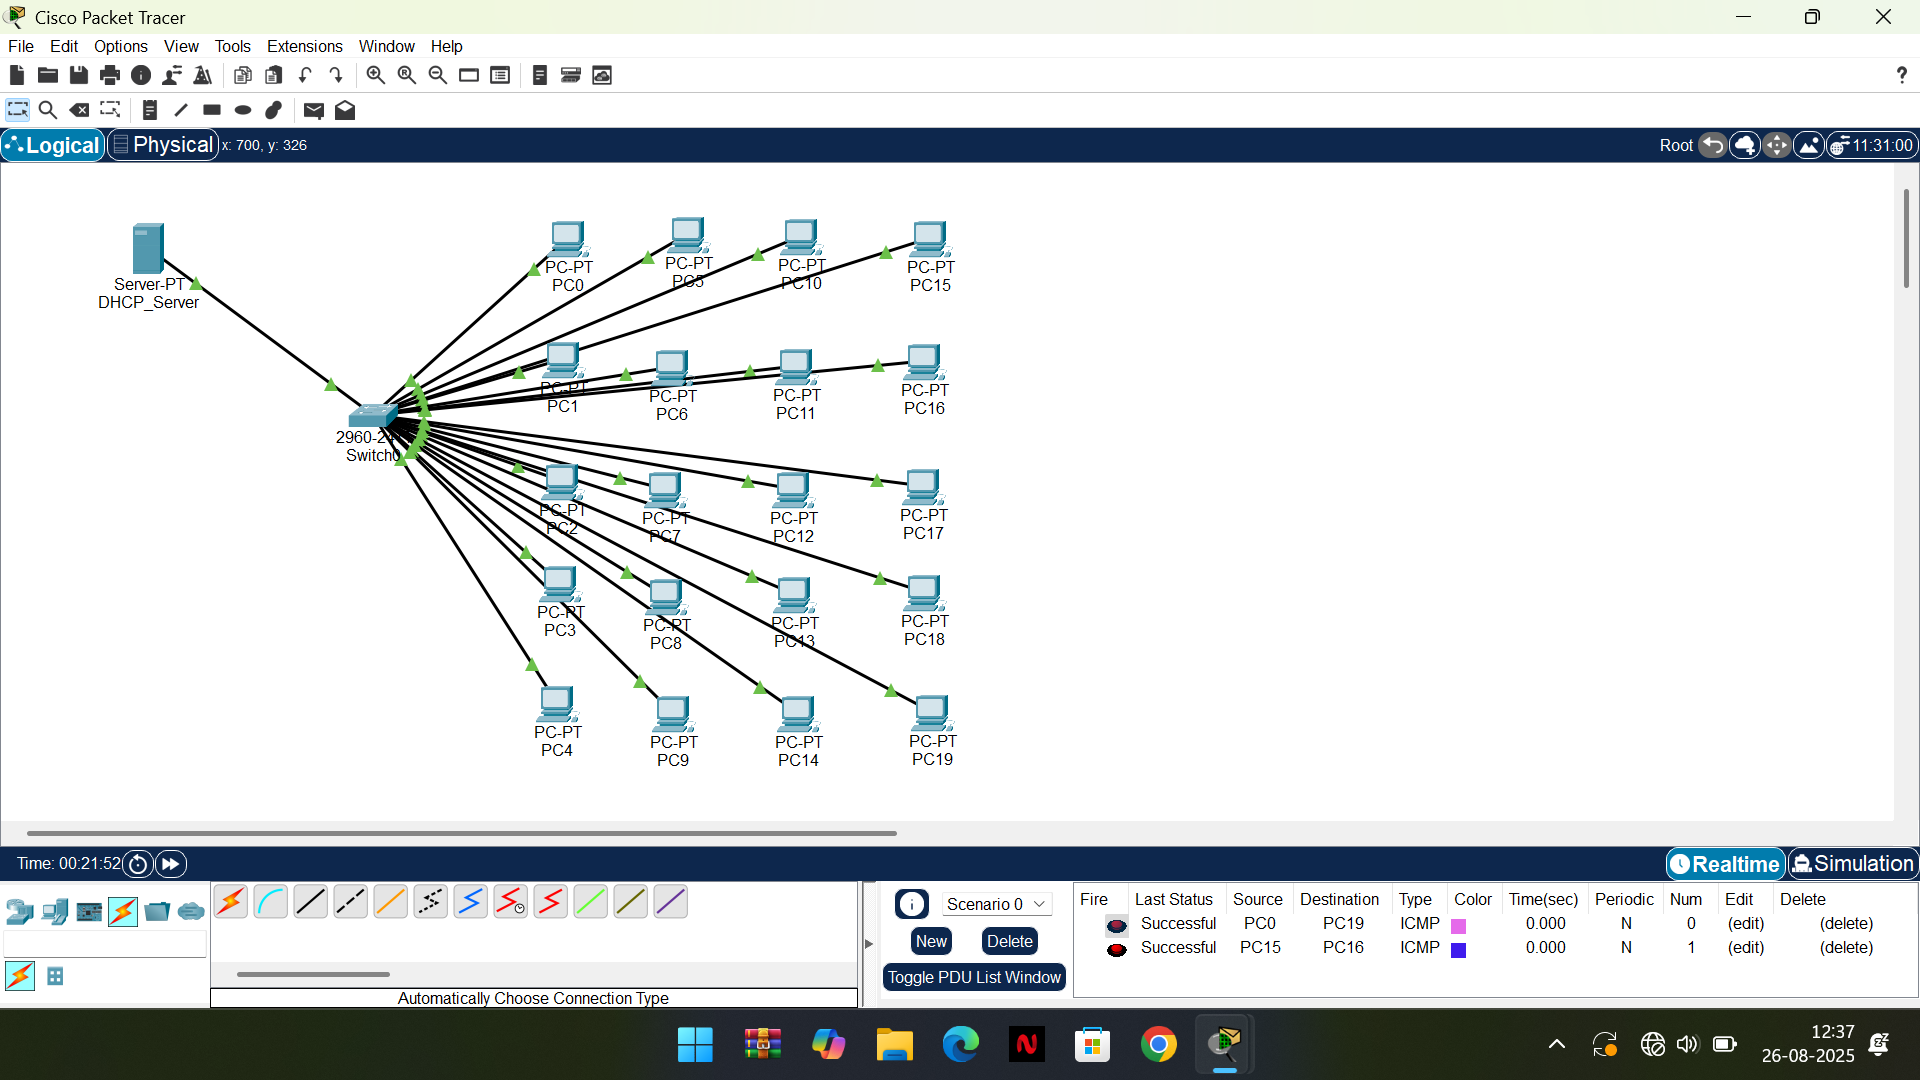 Cisco Packet Tracer
File Edit Options View Tools Extensions Window Help
Logical Physical x: 700, y: 326 Root 11:31:00
Server-PT
DHCP_Server
PC-PT
PC0
PC-PT
PC5
PC-PT
PC10
PC-PT
PC15
PC-PT
PC1
PC-PT
PC6
PC-PT
PC11
PC-PT
PC16
Switch0
PC-PT
PC2
PC-PT
PC7
PC-PT
PC12
PC-PT
PC17
PC-PT
PC3
PC-PT
PC8
PC-PT
PC13
PC-PT
PC18
PC-PT
PC4
PC-PT
PC9
PC-PT
PC14
PC-PT
PC19
Time: 00:21:52 Realtime Simulation
Automatically Choose Connection Type
Scenario 0
New Delete
Toggle PDU List Window
Fire Last Status Source Destination Type Color Time(sec) Periodic Num Edit Delete
Successful PC0 PC19 ICMP 0.000 N 0 (edit) (delete)
Successful PC15 PC16 ICMP 0.000 N 1 (edit) (delete)
12:37
26-08-2025